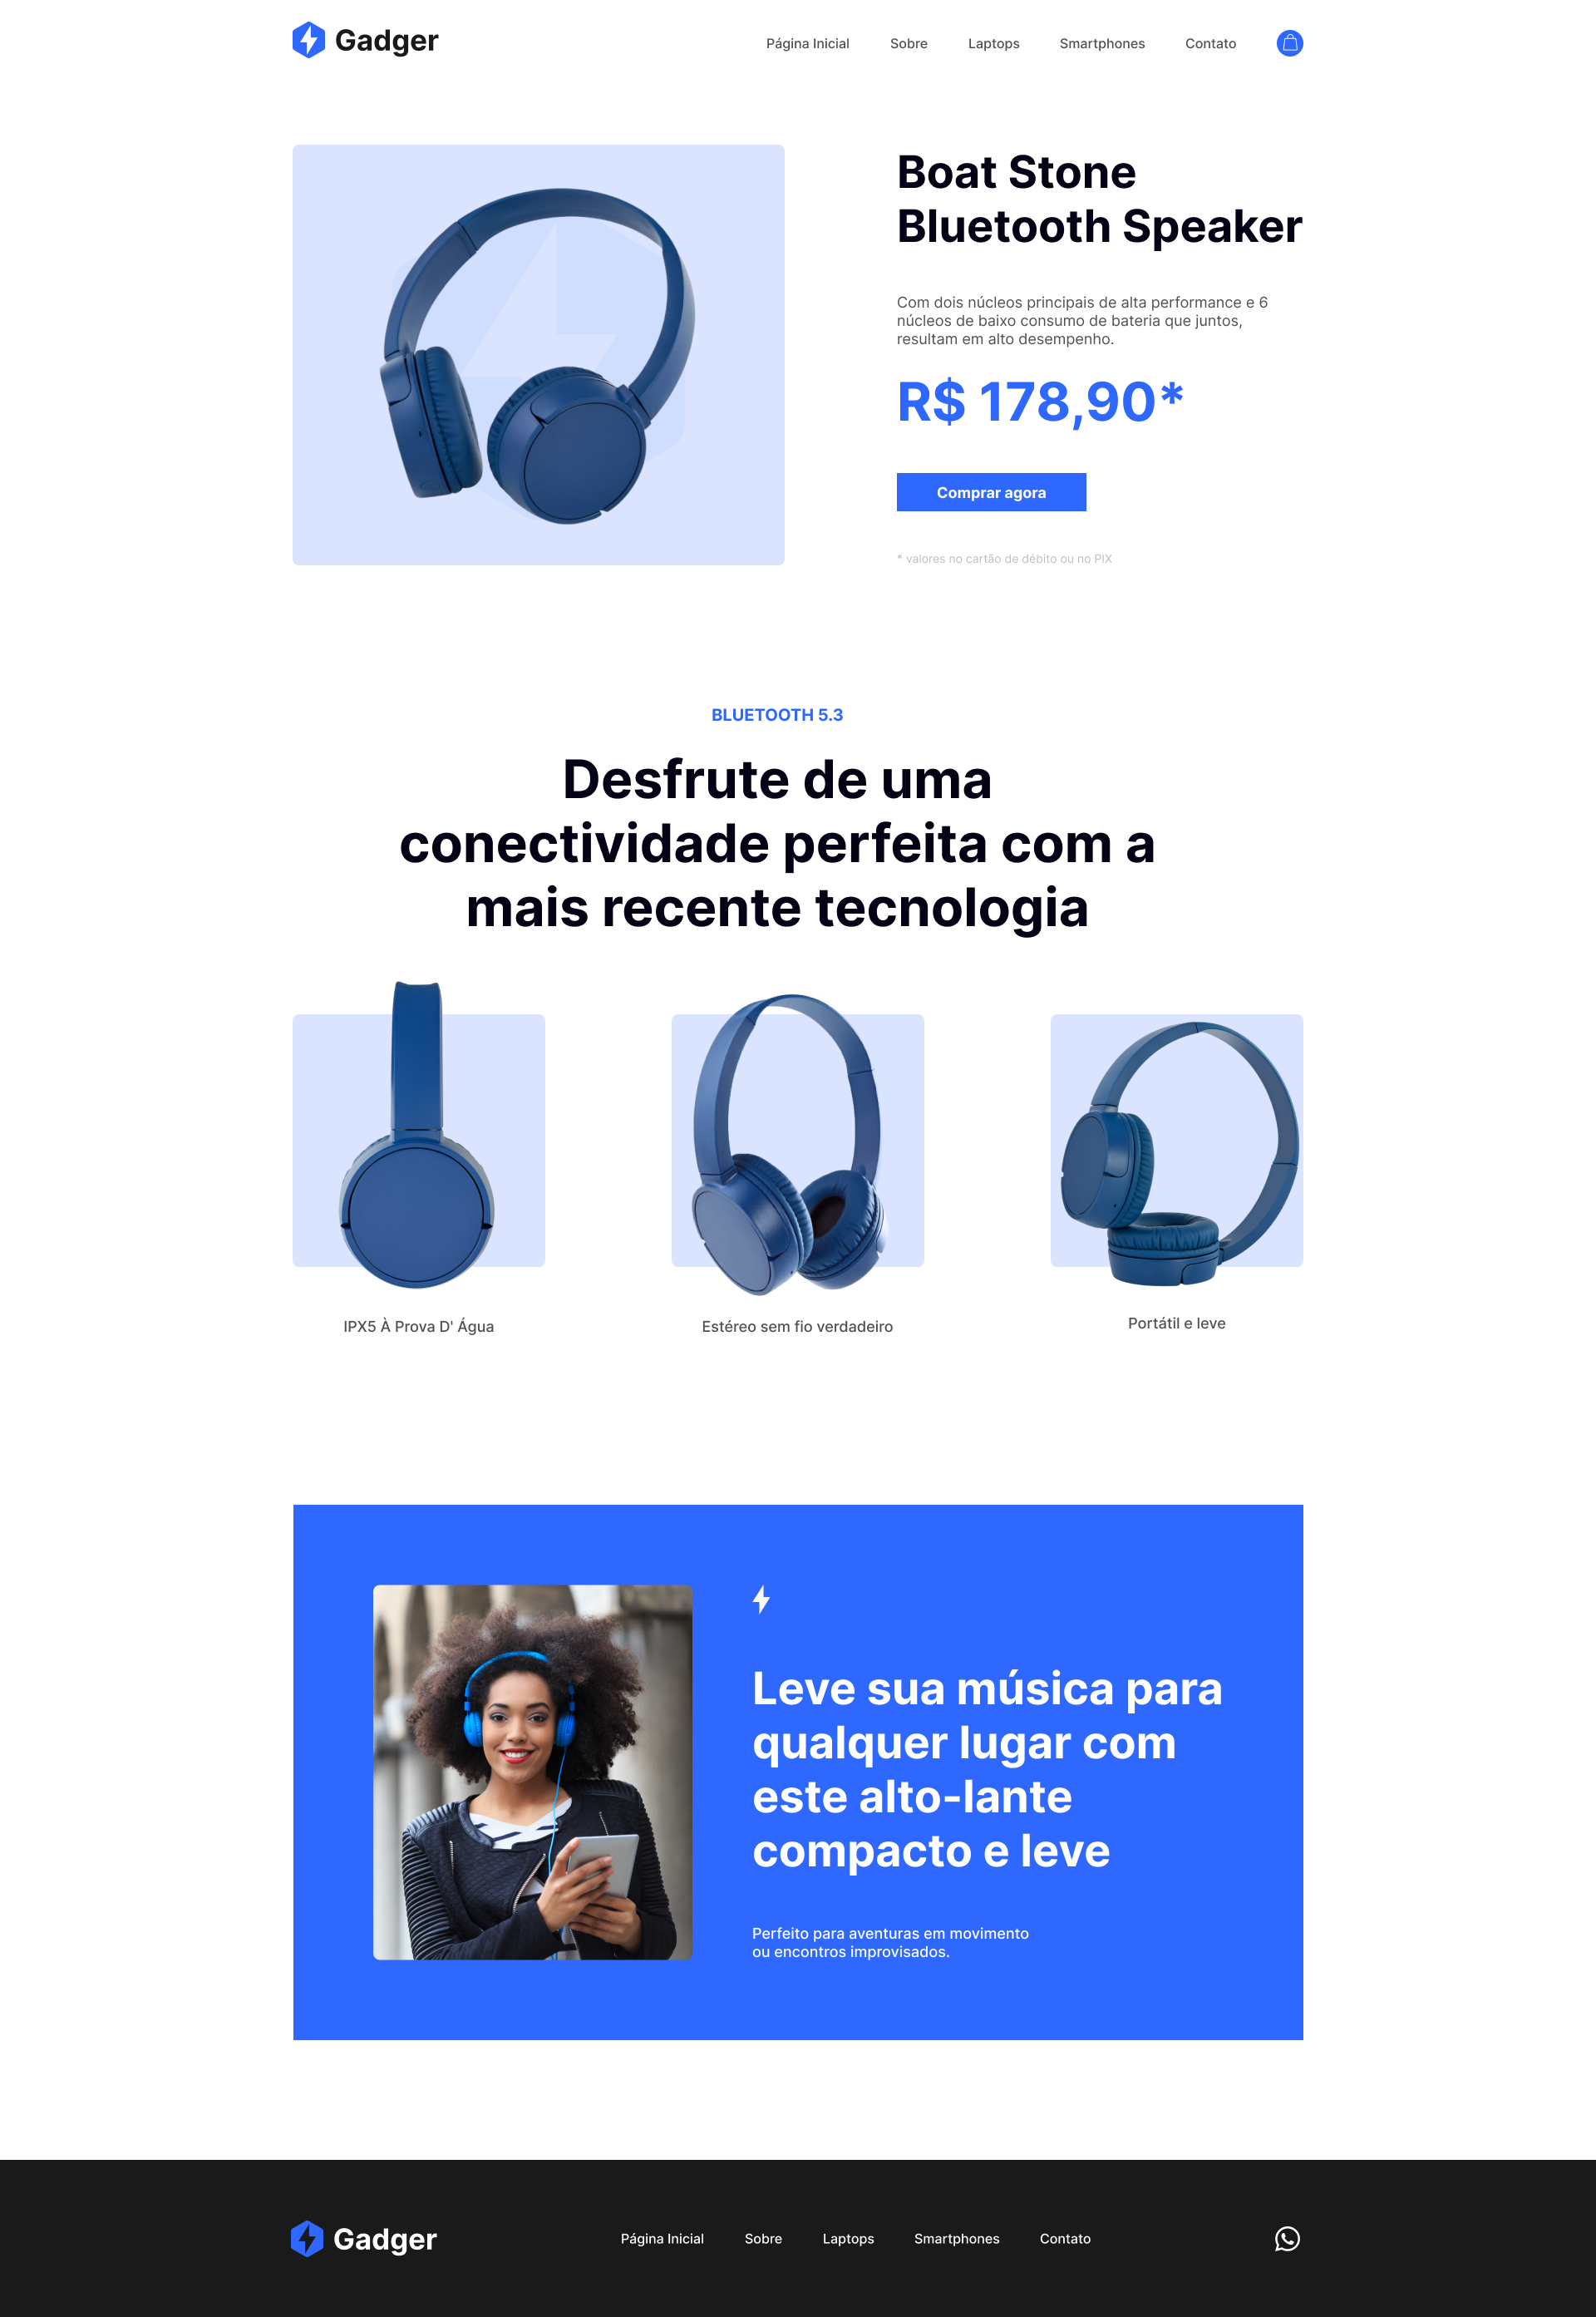 Gadger
Página Inicial Sobre Laptops Smartphones Contato
Boat Stone
Bluetooth Speaker
Com dois núcleos principais de alta performance e 6
núcleos de baixo consumo de bateria que juntos,
resultam em alto desempenho.
R$ 178,90*
Comprar agora
* valores no cartão de débito ou no PIX
BLUETOOTH 5.3
Desfrute de uma
conectividade perfeita com a
mais recente tecnologia
IPX5 À Prova D' Água
Estéreo sem fio verdadeiro
Portátil e leve
Leve sua música para
qualquer lugar com
este alto-lante
compacto e leve
Perfeito para aventuras em movimento
ou encontros improvisados.
Gadger
Página Inicial Sobre Laptops Smartphones Contato